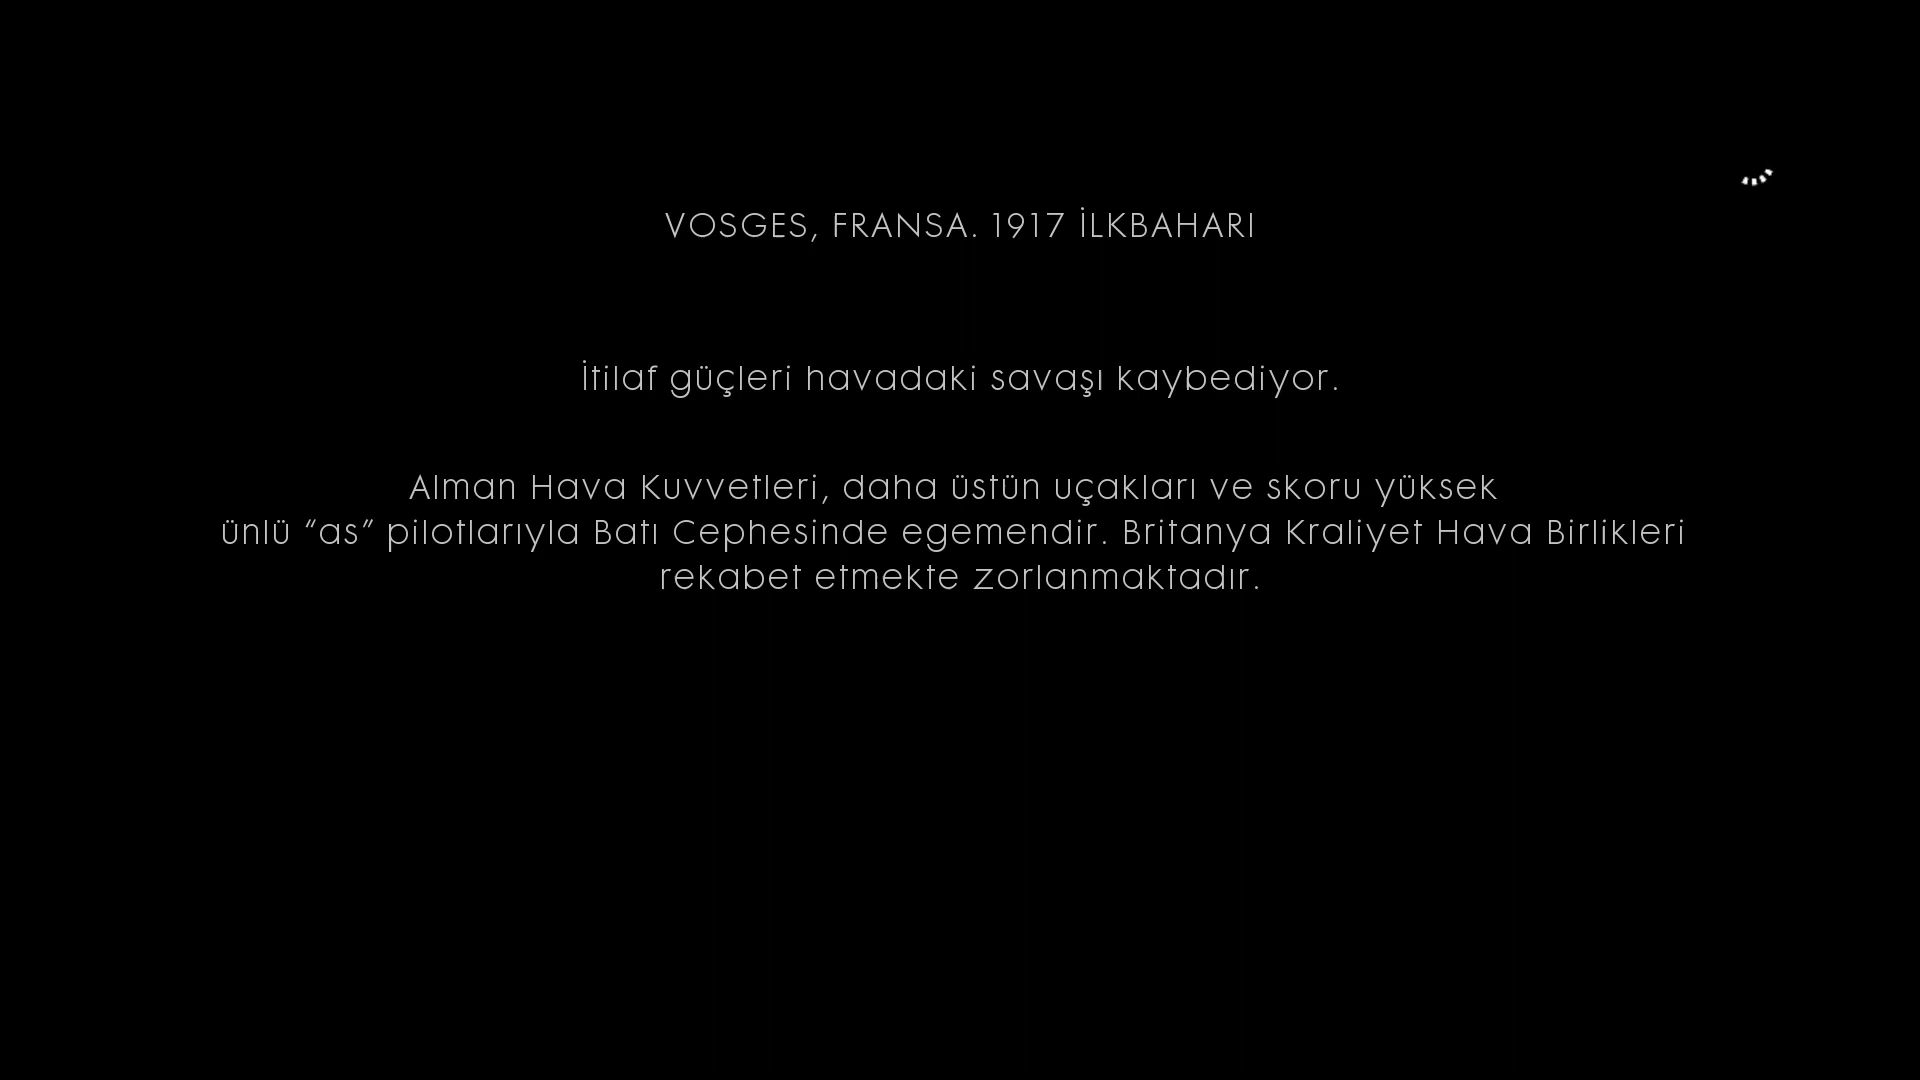 VOSGES, FRANSA. 1917 İLKBAHARI
İtilaf güçleri havadaki savaşı kaybediyor.
Alman Hava Kuvvetleri, daha üstün uçakları ve skoru yüksek
ünlü “as” pilotlarıyla Batı Cephesinde egemendir. Britanya Kraliyet Hava Birlikleri
rekabet etmekte zorlanmaktadır.